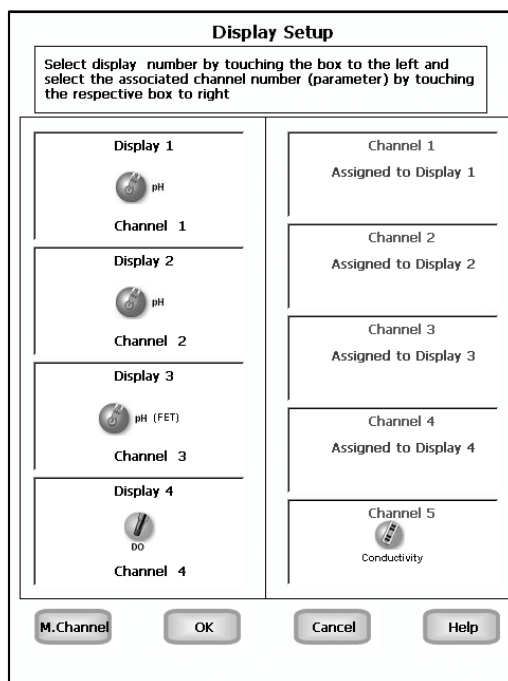 Display Setup
Select display number by touching the box to the left and
select the associated channel number (parameter) by touching
the respective box to right
Display 1
pH
Channel 1
Display 2
pH
Channel 2
Display 3
pH (FET)
Channel 3
Display 4
DO
Channel 4
Channel 1
Assigned to Display 1
Channel 2
Assigned to Display 2
Channel 3
Assigned to Display 3
Channel 4
Assigned to Display 4
Channel 5
Conductivity
M.Channel
OK
Cancel
Help